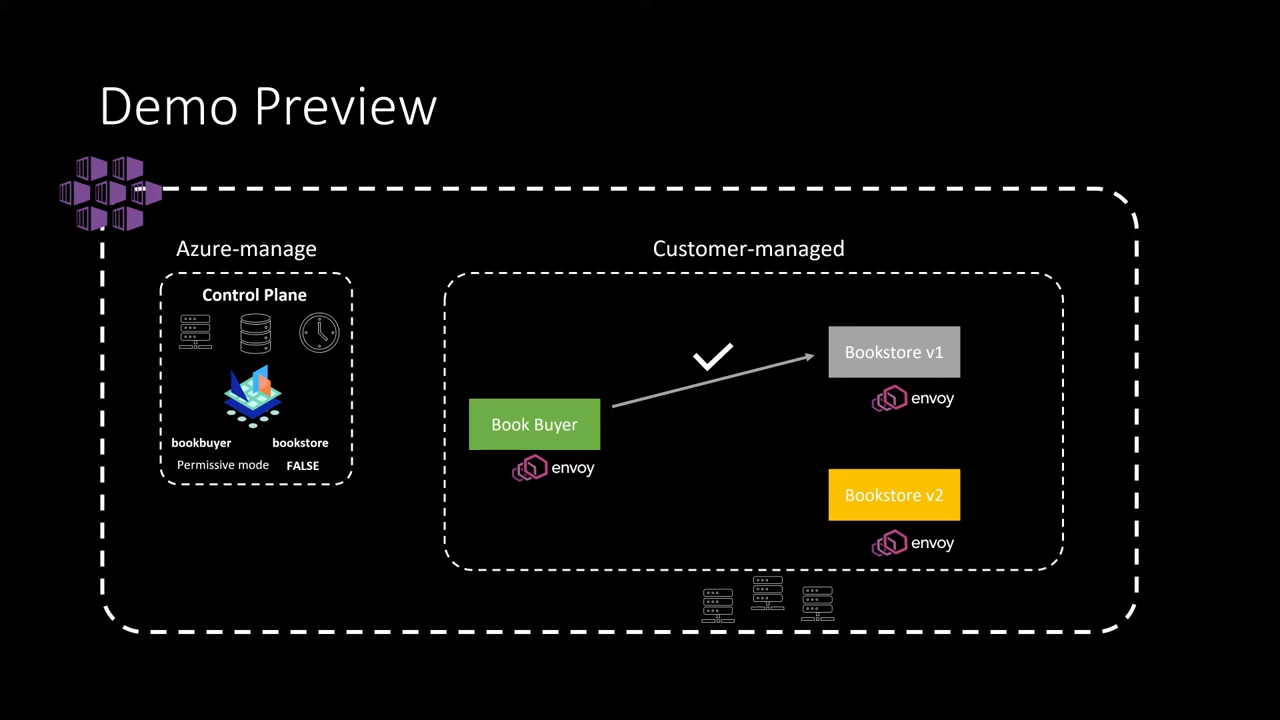 Demo Preview
Azure-manage
Customer-managed
Control Plane
bookbuyer bookstore
Permissive mode FALSE
Book Buyer
envoy
Bookstore v1
envoy
Bookstore v2
envoy